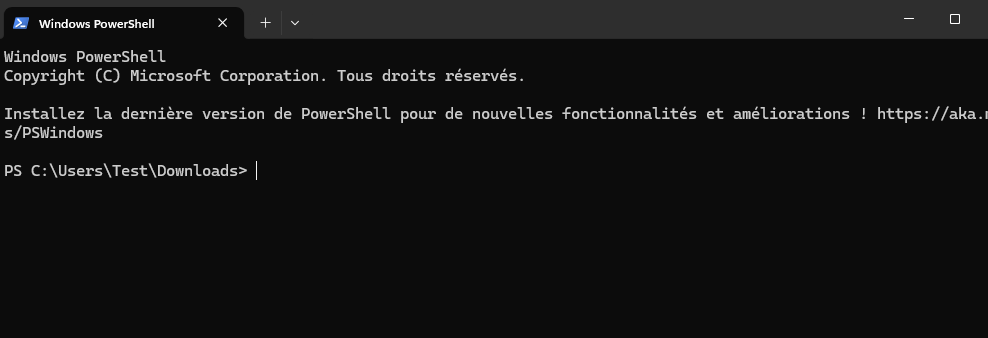 Windows PowerShell
Windows PowerShell
Copyright (C) Microsoft Corporation. Tous droits réservés.
Installez la dernière version de PowerShell pour de nouvelles fonctionnalités et améliorations ! https://aka.m
s/PSWindows
PS C:\Users\Test\Downloads>